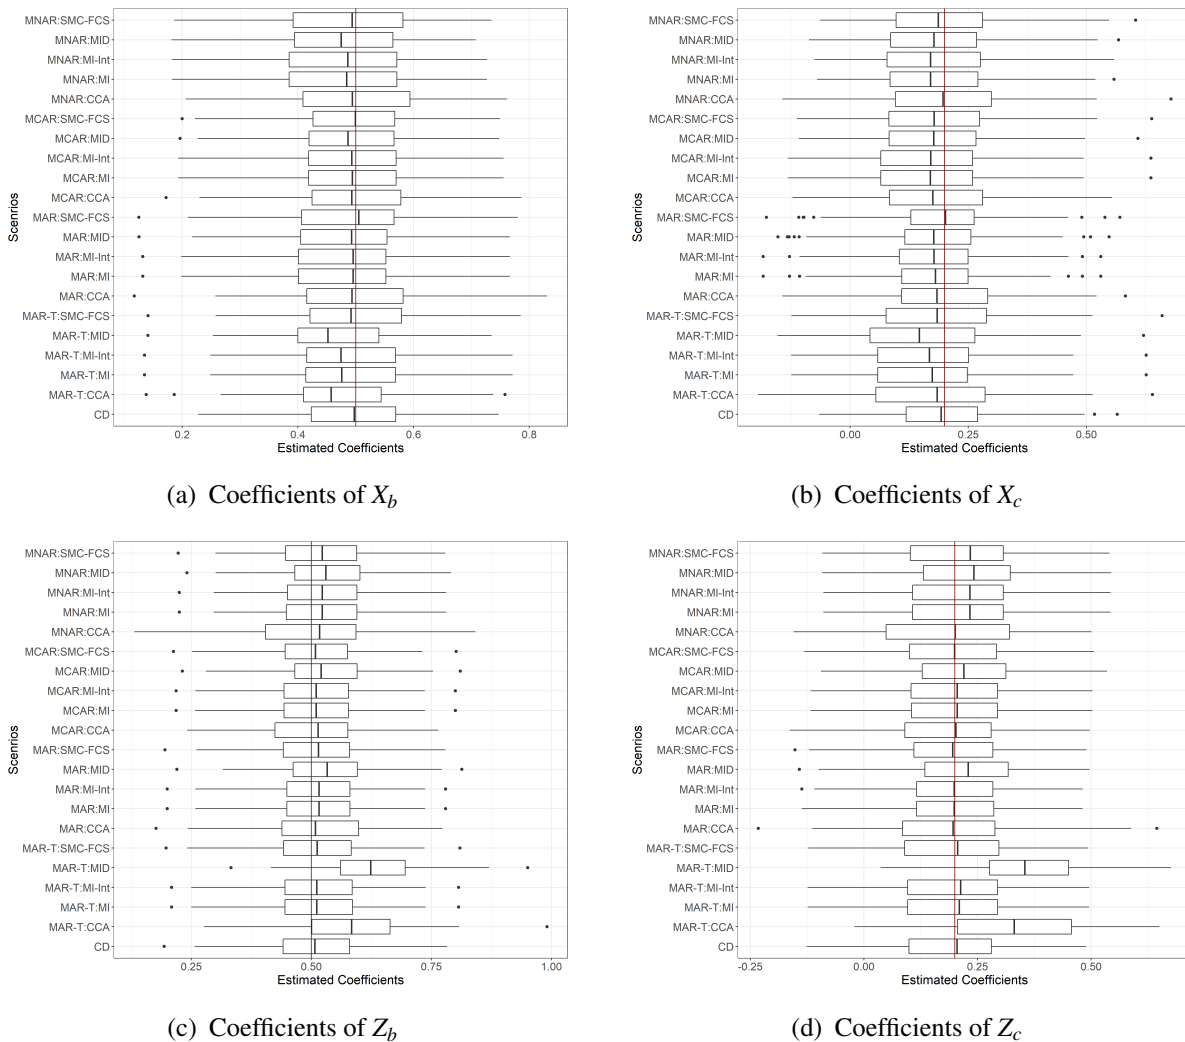 MNAR:SMC-FCS
MNAR:MID
MNAR:MI-Int
MNAR:MI
MNAR:CCA
MCAR:SMC-FCS
MCAR:MID
MCAR:MI-Int
MCAR:MI
MCAR:CCA
MAR:SMC-FCS
MAR:MID
MAR:MI-Int
MAR:MI
MAR:CCA
MAR-T:SMC-FCS
MAR-T:MID
MAR-T:MI-Int
MAR-T:MI
MAR-T:CCA
CD
Scenrios
0.2 0.4 0.6 0.8
Estimated Coefficients
(a) Coefficients of X_b
MNAR:SMC-FCS
MNAR:MID
MNAR:MI-Int
MNAR:MI
MNAR:CCA
MCAR:SMC-FCS
MCAR:MID
MCAR:MI-Int
MCAR:MI
MCAR:CCA
MAR:SMC-FCS
MAR:MID
MAR:MI-Int
MAR:MI
MAR:CCA
MAR-T:SMC-FCS
MAR-T:MID
MAR-T:MI-Int
MAR-T:MI
MAR-T:CCA
CD
Scenrios
0.00 0.25 0.50
Estimated Coefficients
(b) Coefficients of X_c
MNAR:SMC-FCS
MNAR:MID
MNAR:MI-Int
MNAR:MI
MNAR:CCA
MCAR:SMC-FCS
MCAR:MID
MCAR:MI-Int
MCAR:MI
MCAR:CCA
MAR:SMC-FCS
MAR:MID
MAR:MI-Int
MAR:MI
MAR:CCA
MAR-T:SMC-FCS
MAR-T:MID
MAR-T:MI-Int
MAR-T:MI
MAR-T:CCA
CD
Scenrios
0.25 0.50 0.75 1.00
Estimated Coefficients
(c) Coefficients of Z_b
MNAR:SMC-FCS
MNAR:MID
MNAR:MI-Int
MNAR:MI
MNAR:CCA
MCAR:SMC-FCS
MCAR:MID
MCAR:MI-Int
MCAR:MI
MCAR:CCA
MAR:SMC-FCS
MAR:MID
MAR:MI-Int
MAR:MI
MAR:CCA
MAR-T:SMC-FCS
MAR-T:MID
MAR-T:MI-Int
MAR-T:MI
MAR-T:CCA
CD
Scenrios
-0.25 0.00 0.25 0.50
Estimated Coefficients
(d) Coefficients of Z_c